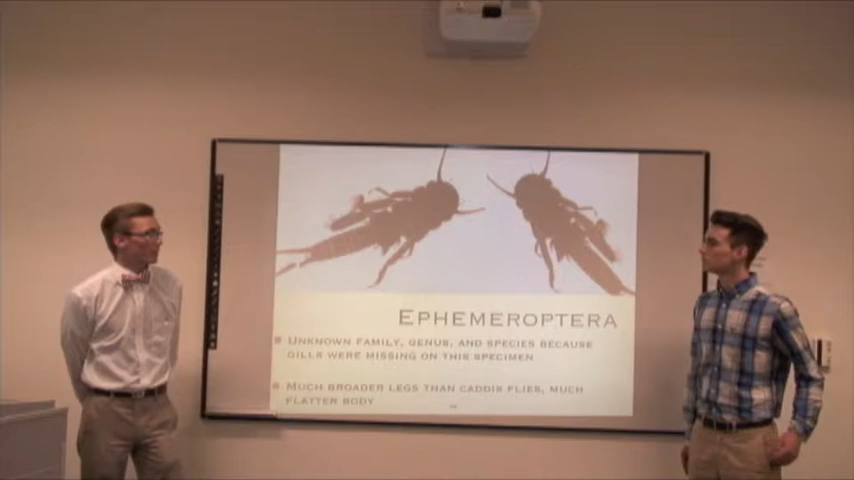 EPHEMEROPTERA
UNKNOWN FAMILY, GENUS, AND SPECIES BECAUSE
GILLS WERE MISSING ON THIS SPECIMEN
MUCH BROADER LEGS THAN CADDIS FLIES, MUCH
FLATTER BODY